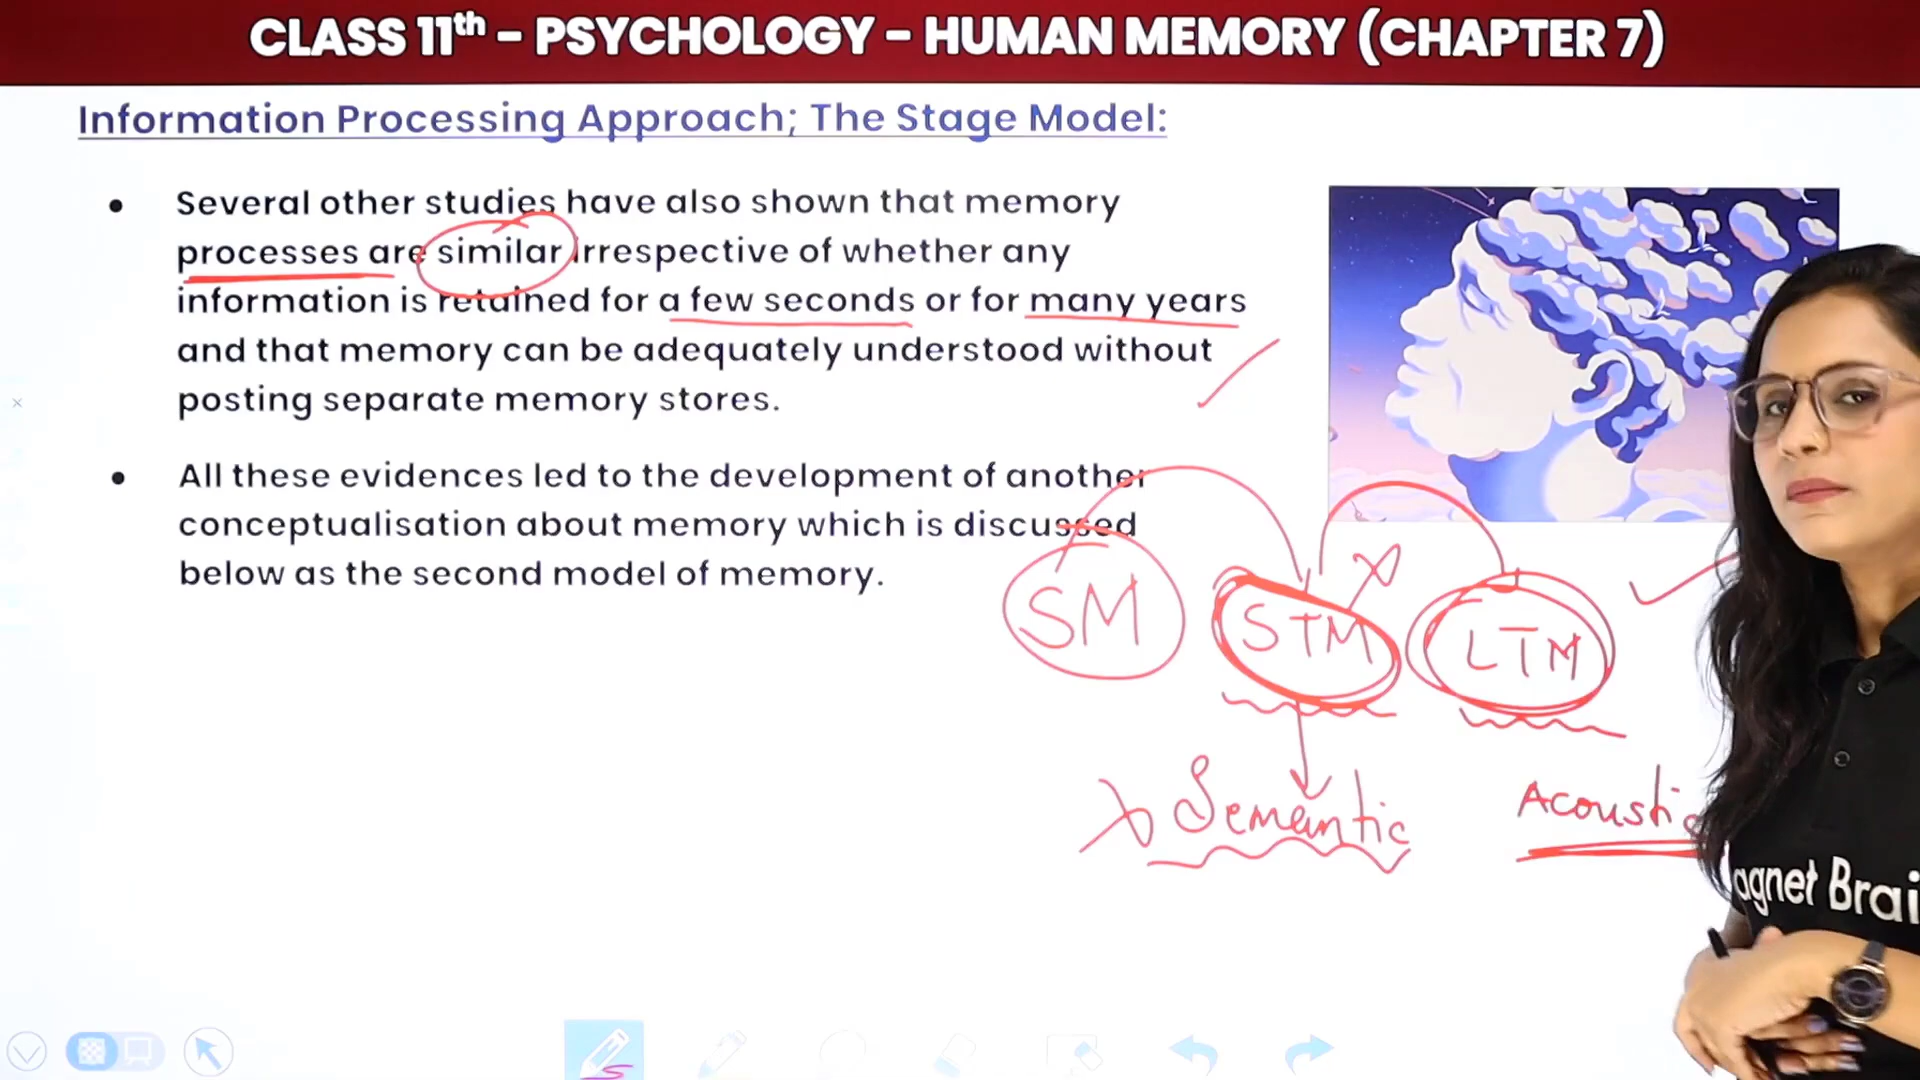 CLASS 11th – PSYCHOLOGY – HUMAN MEMORY (CHAPTER 7)
Information Processing Approach; The Stage Model:
• Several other studies have also shown that memory
processes are similar irrespective of whether any
information is retained for a few seconds or for many years
and that memory can be adequately understood without
posting separate memory stores.
• All these evidences led to the development of another
conceptualisation about memory which is discussed
below as the second model of memory.
SM STM LTM
Semantic Acoustic
agnet Brai